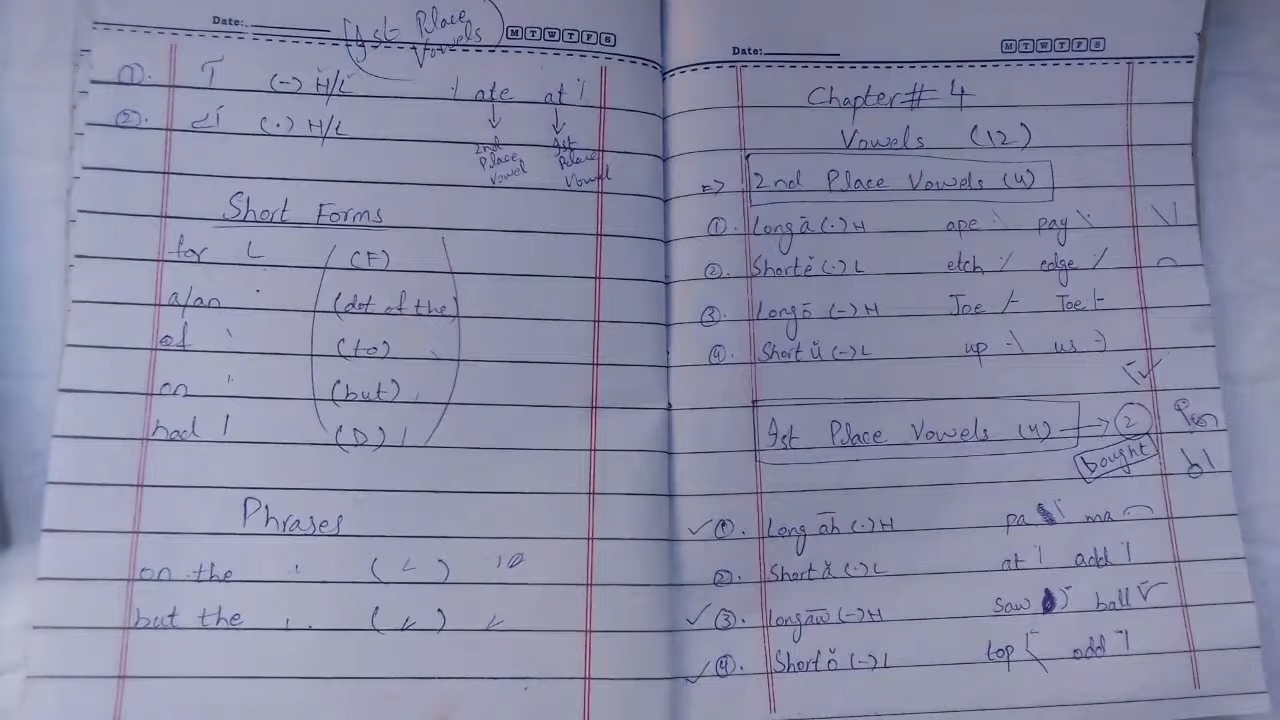 Date:
1st Place Vowels
M T W T F S
①. (-) H/L ate at
②. (.) H/L
2nd Place Vowel
1st Place Vowel
Short Forms
for (CF)
a/an (dot of the)
of (to)
on (but)
had (D)
Phrases
on the
but the
Date:
M T W T F S
Chapter # 4
Vowels (12)
=> 2nd Place Vowels (4)
①. Long ā (.) H ape pay
②. Short ĕ (.) L etch edge
③. Long ō (-) H Joe Toe
④. Short ŭ (-) L up us
1st Place Vowels (4) → ②
bought
✓ ①. Long ah (.) H pa ma
②. Short ă (.) L at add
✓ ③. Long aw (-) H saw ball
✓ ④. Short ŏ (-) L top odd